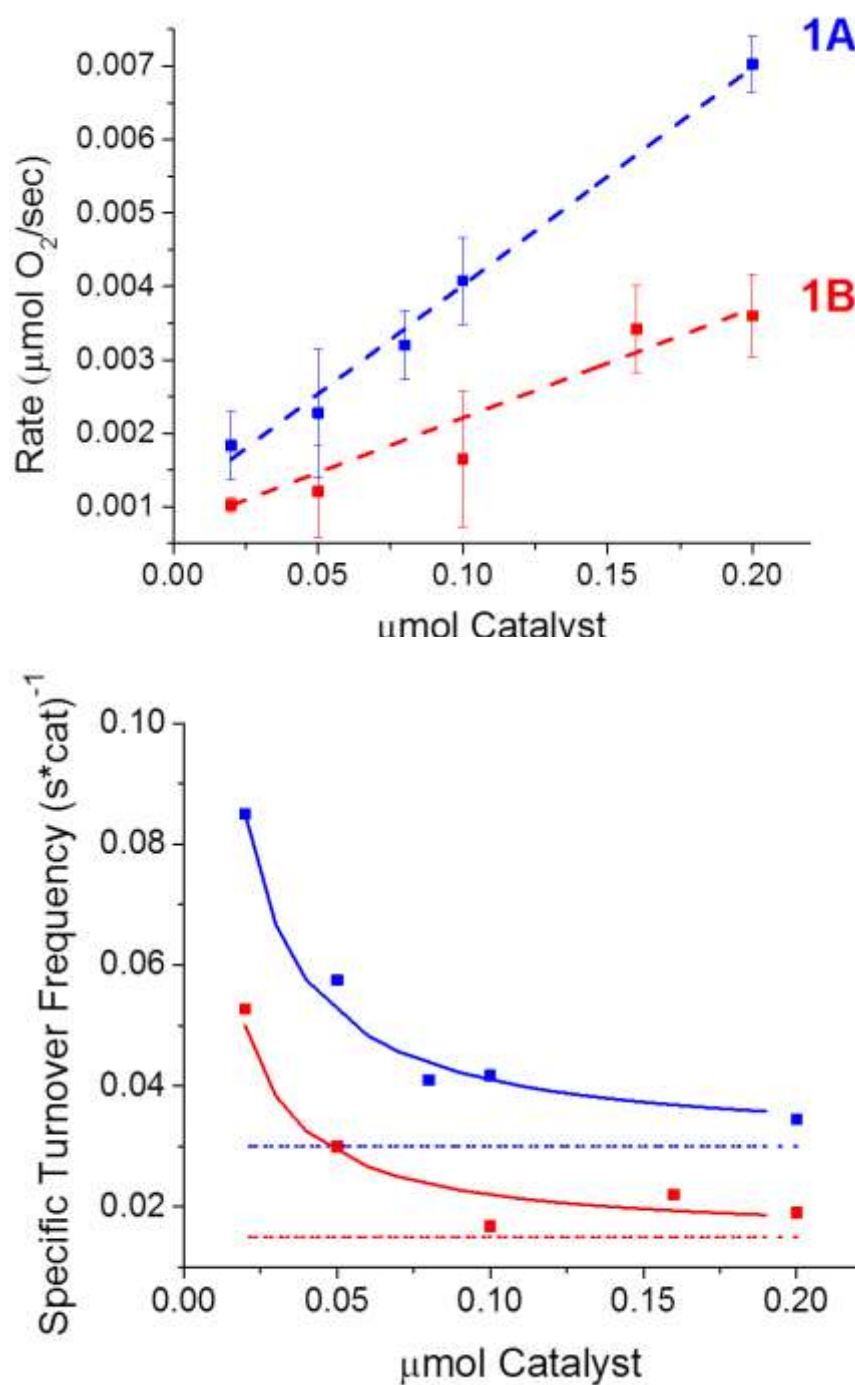 1A
0.007
0.006
0.005
0.004
0.003
0.002
0.001
Rate (μmol O₂/sec)
1B
0.00 0.05 0.10 0.15 0.20
μmol Catalyst
Specific Turnover Frequency (s*cat)⁻¹
0.10
0.08
0.06
0.04
0.02
0.00 0.05 0.10 0.15 0.20
μmol Catalyst